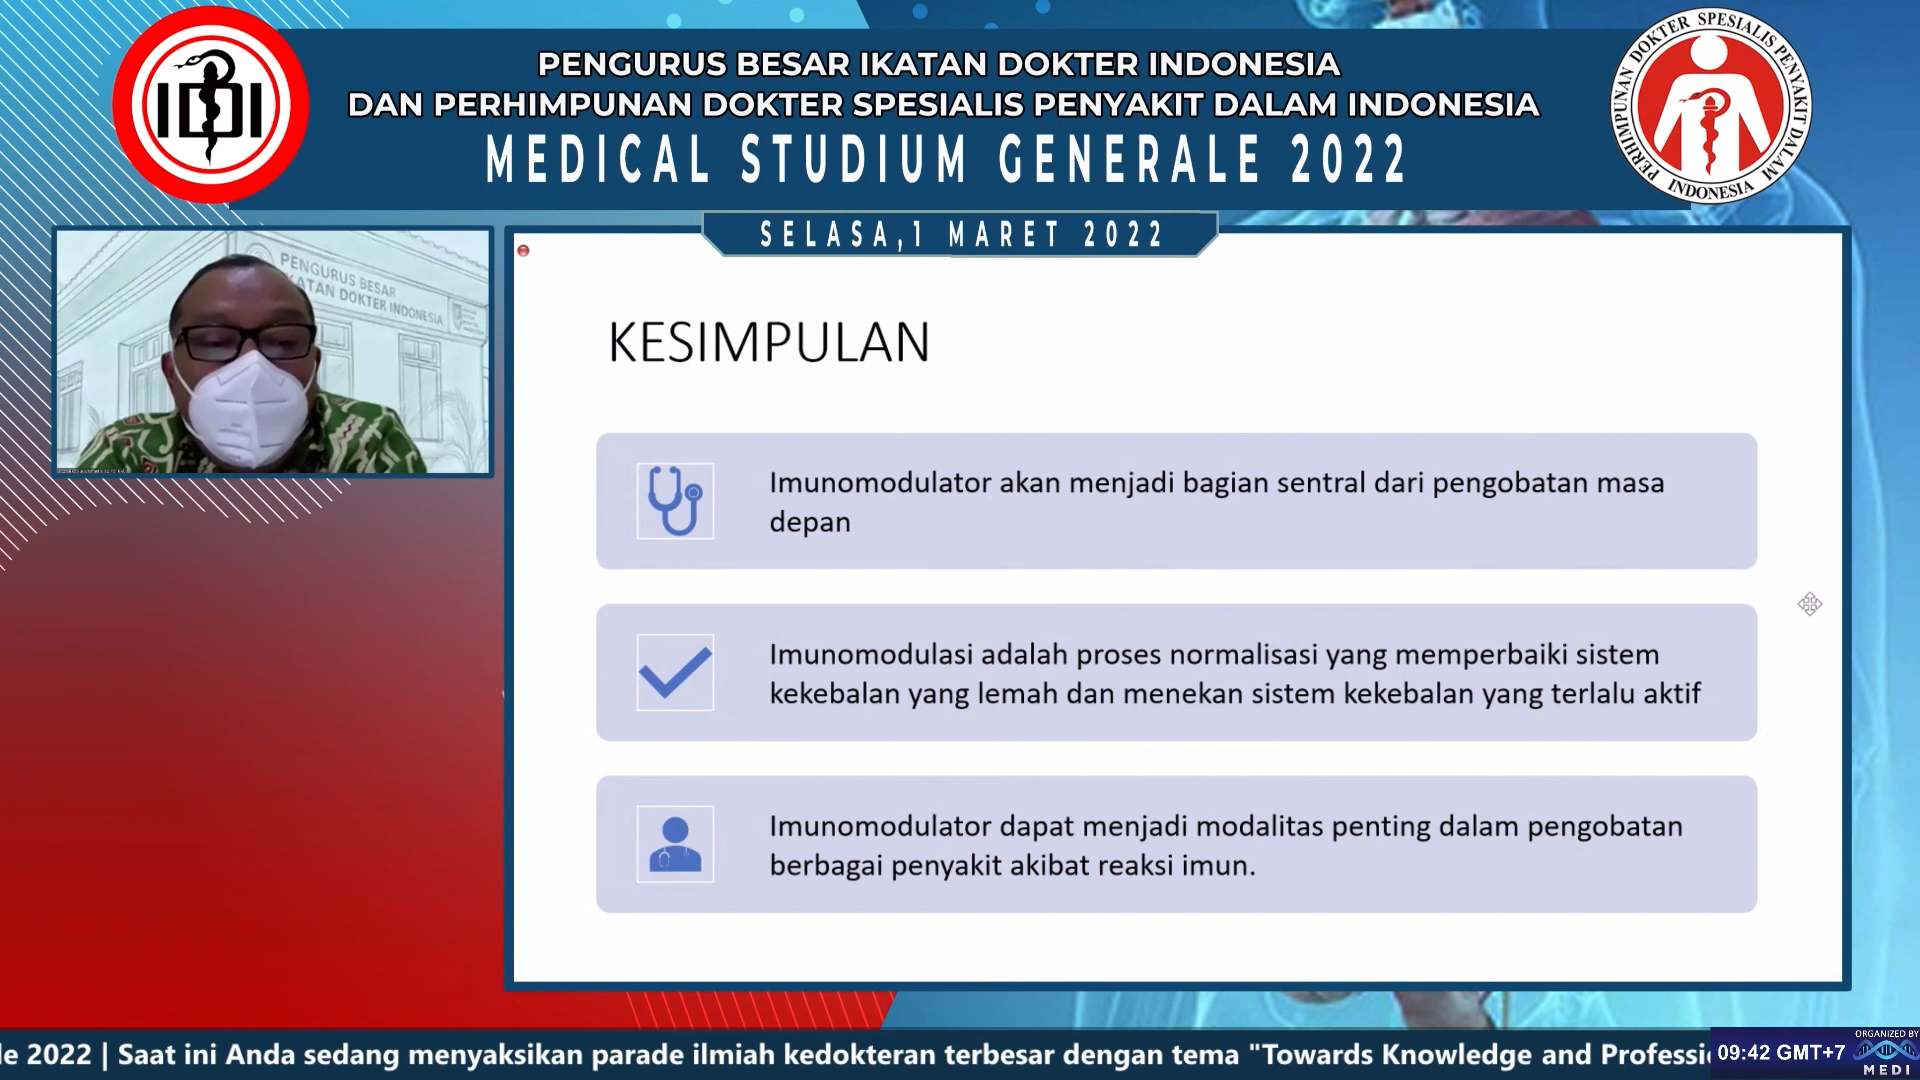 PENGURUS BESAR IKATAN DOKTER INDONESIA
DAN PERHIMPUNAN DOKTER SPESIALIS PENYAKIT DALAM INDONESIA
MEDICAL STUDIUM GENERALE 2022
SELASA,1 MARET 2022
IDI
PERHIMPUNAN DOKTER SPESIALIS PENYAKIT DALAM
INDONESIA
PENGURUS BESAR
IKATAN DOKTER INDONESIA
KESIMPULAN
Imunomodulator akan menjadi bagian sentral dari pengobatan masa
depan
Imunomodulasi adalah proses normalisasi yang memperbaiki sistem
kekebalan yang lemah dan menekan sistem kekebalan yang terlalu aktif
Imunomodulator dapat menjadi modalitas penting dalam pengobatan
berbagai penyakit akibat reaksi imun.
le 2022 | Saat ini Anda sedang menyaksikan parade ilmiah kedokteran terbesar dengan tema "Towards Knowledge and Professi
09:42 GMT+7
ORGANIZED BY
MEDI